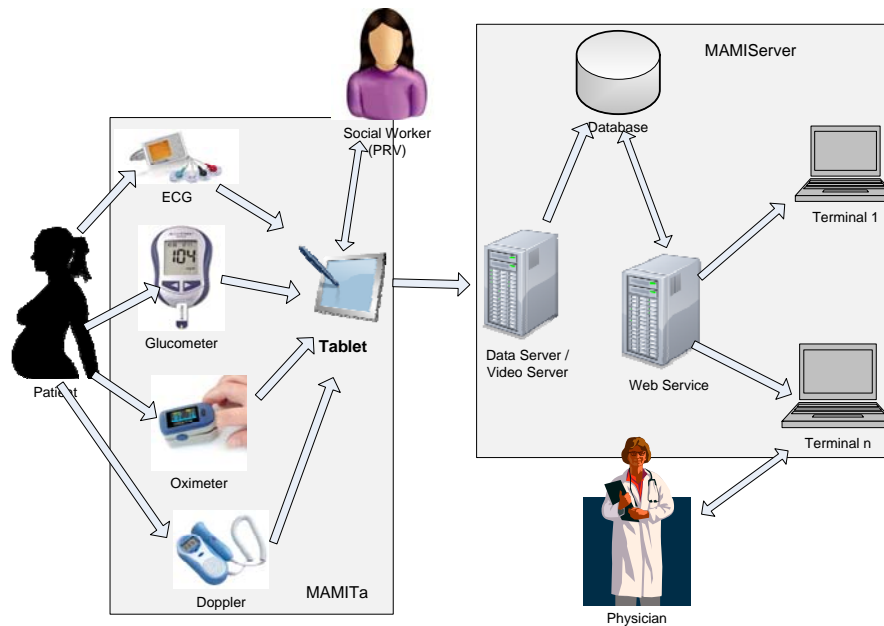 MAMIServer
Database
Social Worker
(PRV)
ECG
Terminal 1
104
Glucometer
Tablet
Data Server /
Video Server
Web Service
Patient
Terminal n
Oximeter
Doppler
MAMITa
Physician